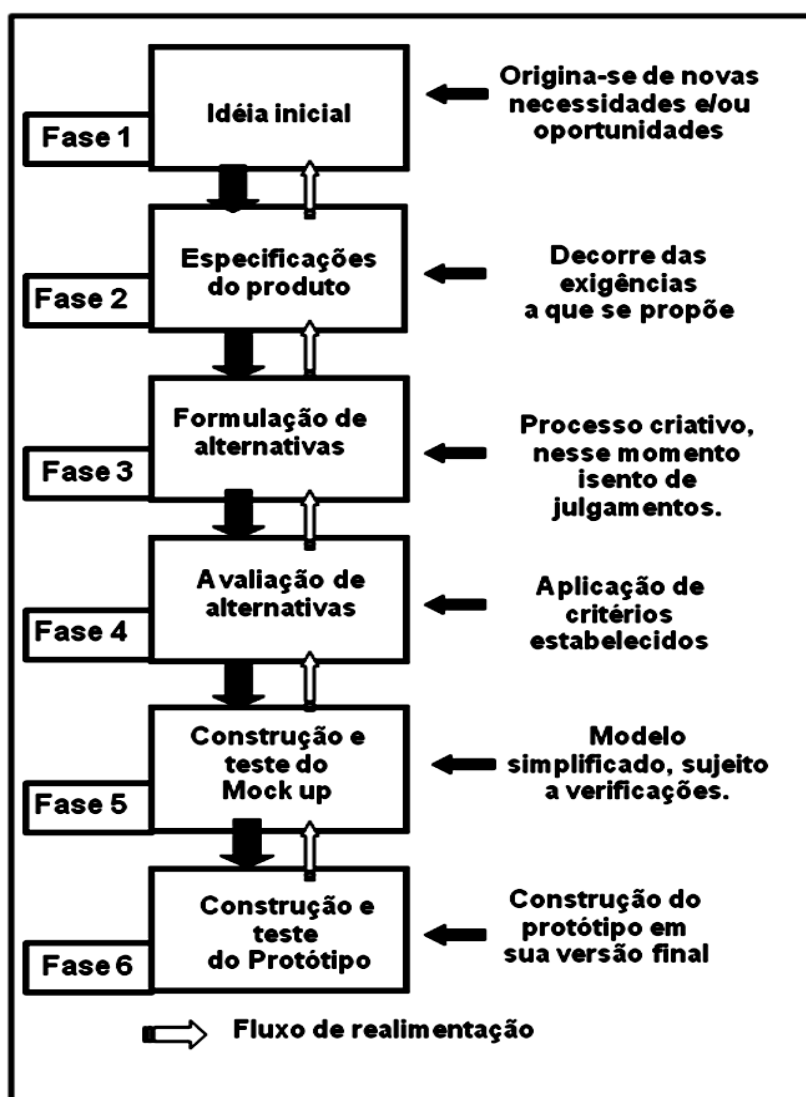 Fase 1
Idéia inicial
Origina-se de novas
necessidades e/ou
oportunidades
Fase 2
Especificações
do produto
Decorre das
exigências
a que se propõe
Fase 3
Formulação de
alternativas
Processo criativo,
nesse momento
isento de
julgamentos.
Fase 4
Avaliação de
alternativas
Aplicação de
critérios
estabelecidos
Fase 5
Construção e
teste do
Mock up
Modelo
simplificado, sujeito
a verificações.
Fase 6
Construção e
teste
do Protótipo
Construção do
protótipo em
sua versão final
Fluxo de realimentação